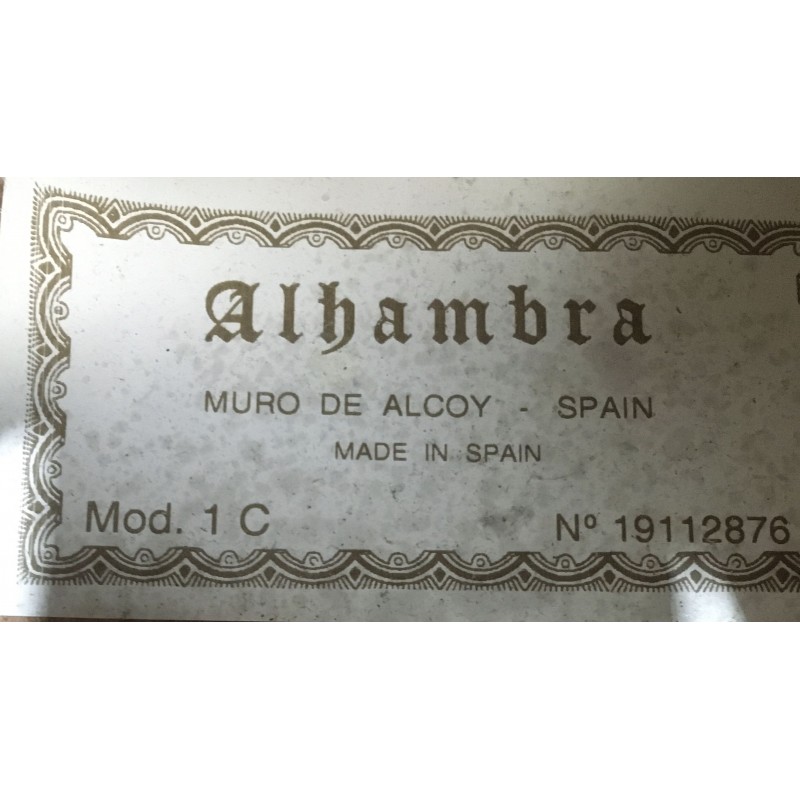 Alhambra
MURO DE ALCOY - SPAIN
MADE IN SPAIN
Mod. 1 C
Nº 19112876